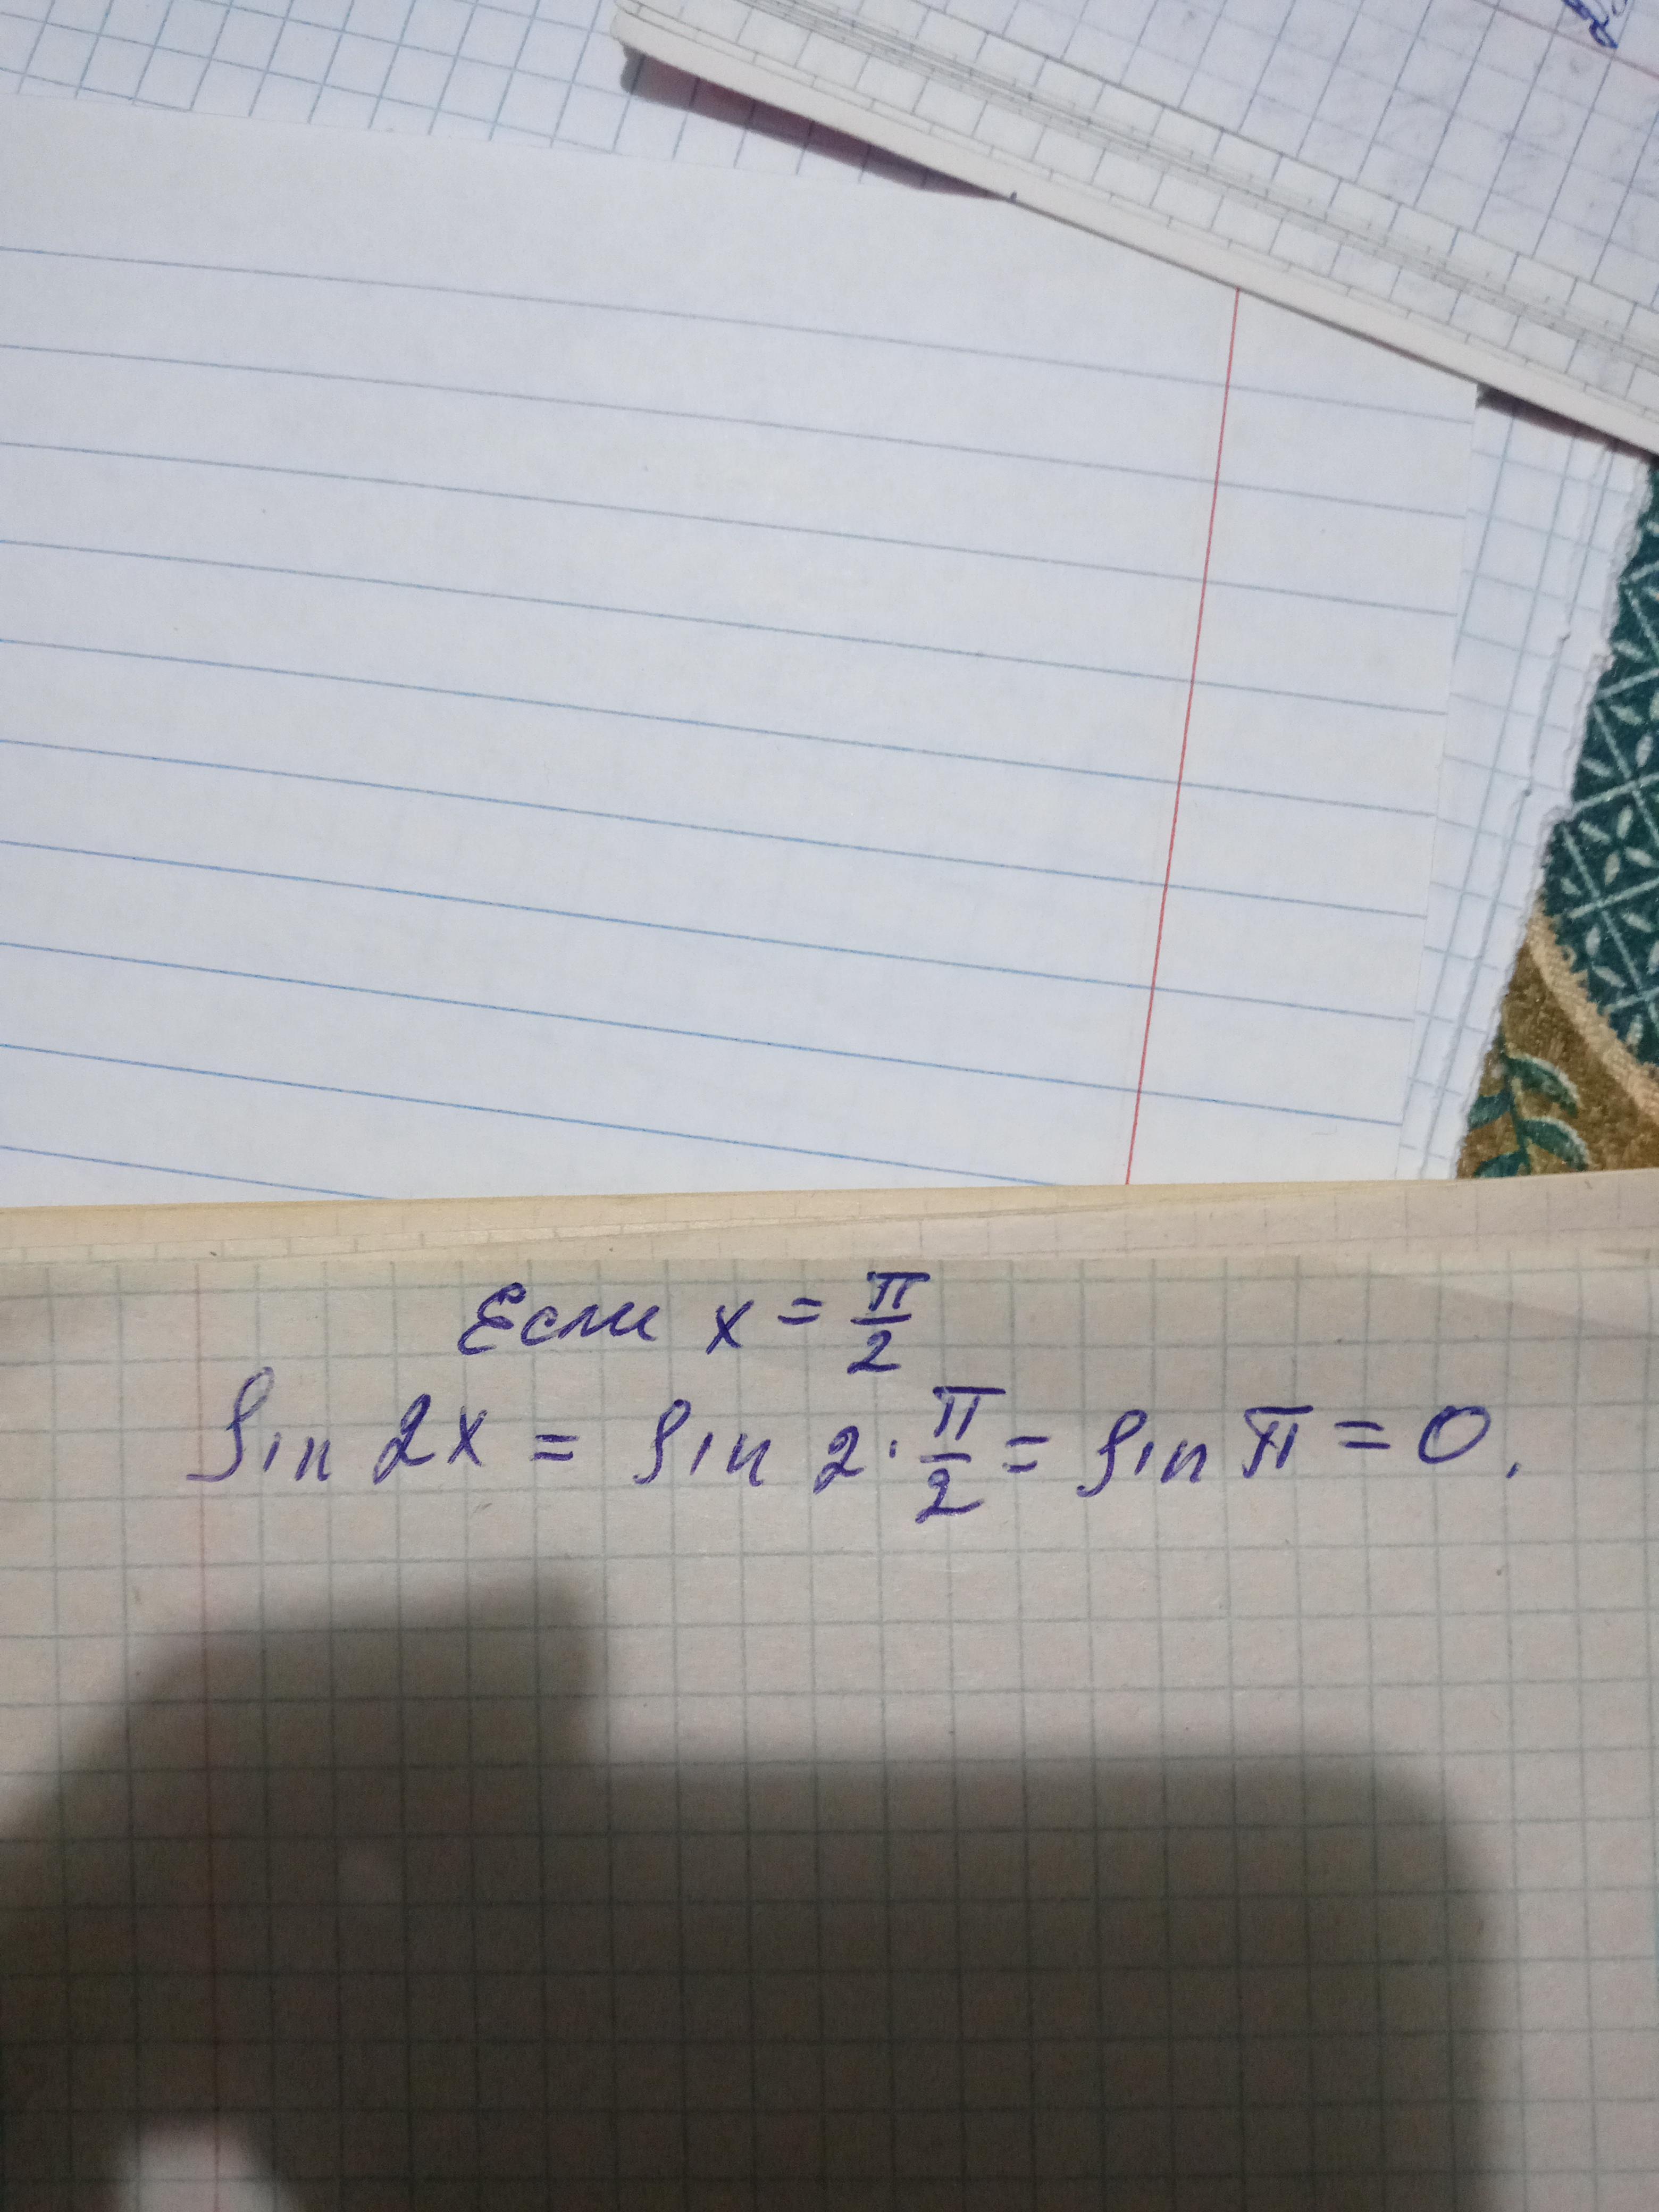 Если x = π/2
Sin 2x = Sin 2·π/2 = Sin π = 0.